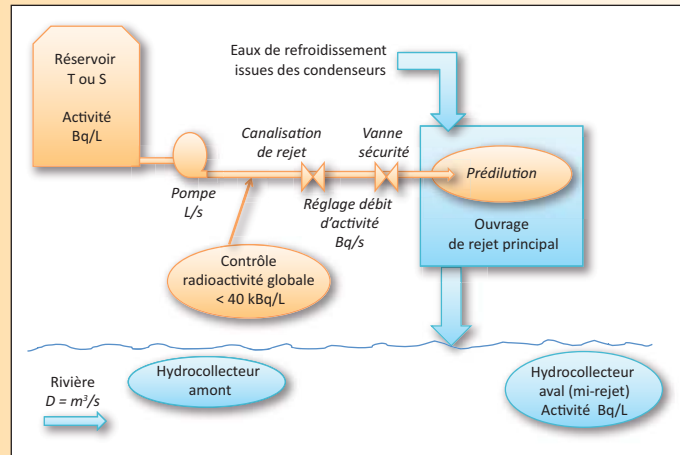 Réservoir
T ou S
Activité
Bq/L
Eaux de refroidissement
issues des condenseurs
Canalisation
de rejet
Vanne
sécurité
Prédilution
Pompe
L/s
Réglage débit
d'activité
Bq/s
Ouvrage
de rejet principal
Contrôle
radioactivité globale
< 40 kBq/L
Rivière
D = m³/s
Hydrocollecteur
amont
Hydrocollecteur
aval (mi-rejet)
Activité Bq/L